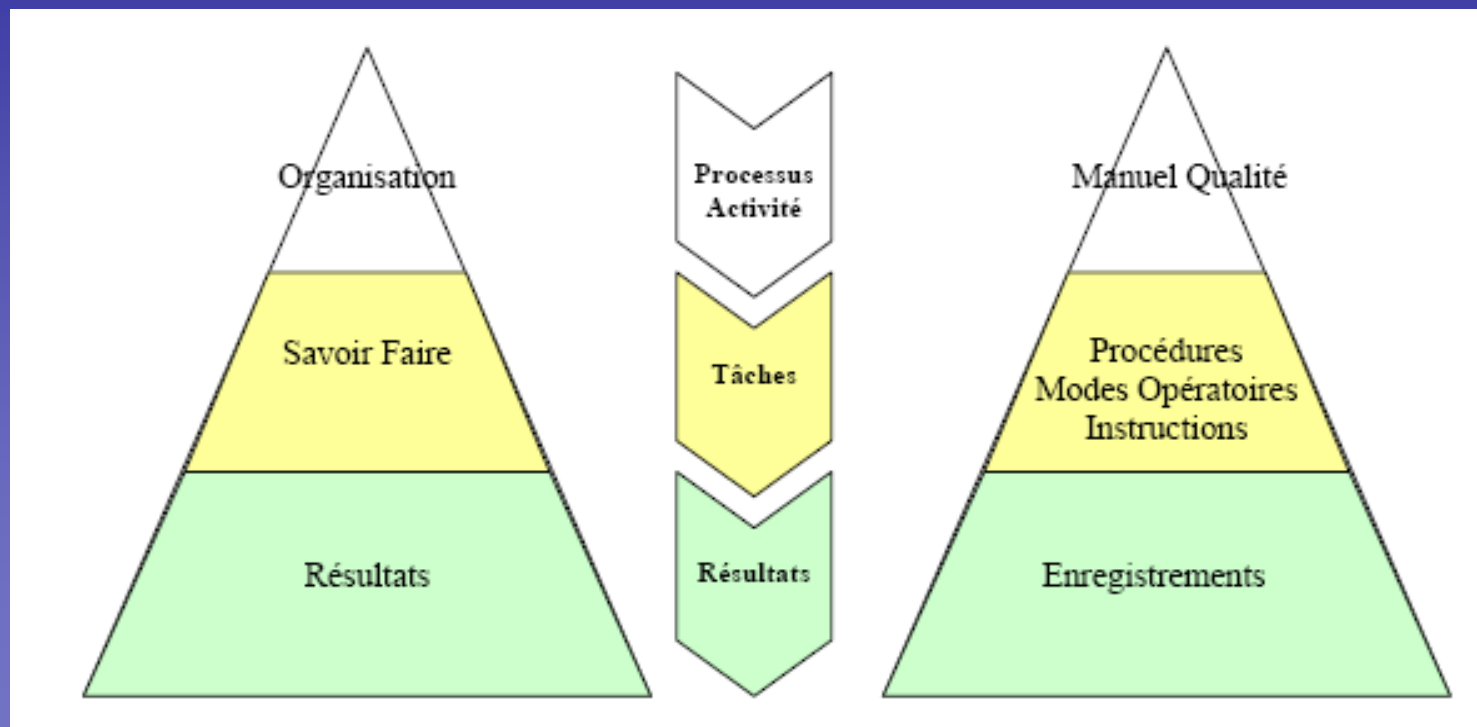 Organisation
Processus
Activité
Manuel Qualité
Savoir Faire
Tâches
Procédures
Modes Opératoires
Instructions
Résultats
Résultats
Enregistrements